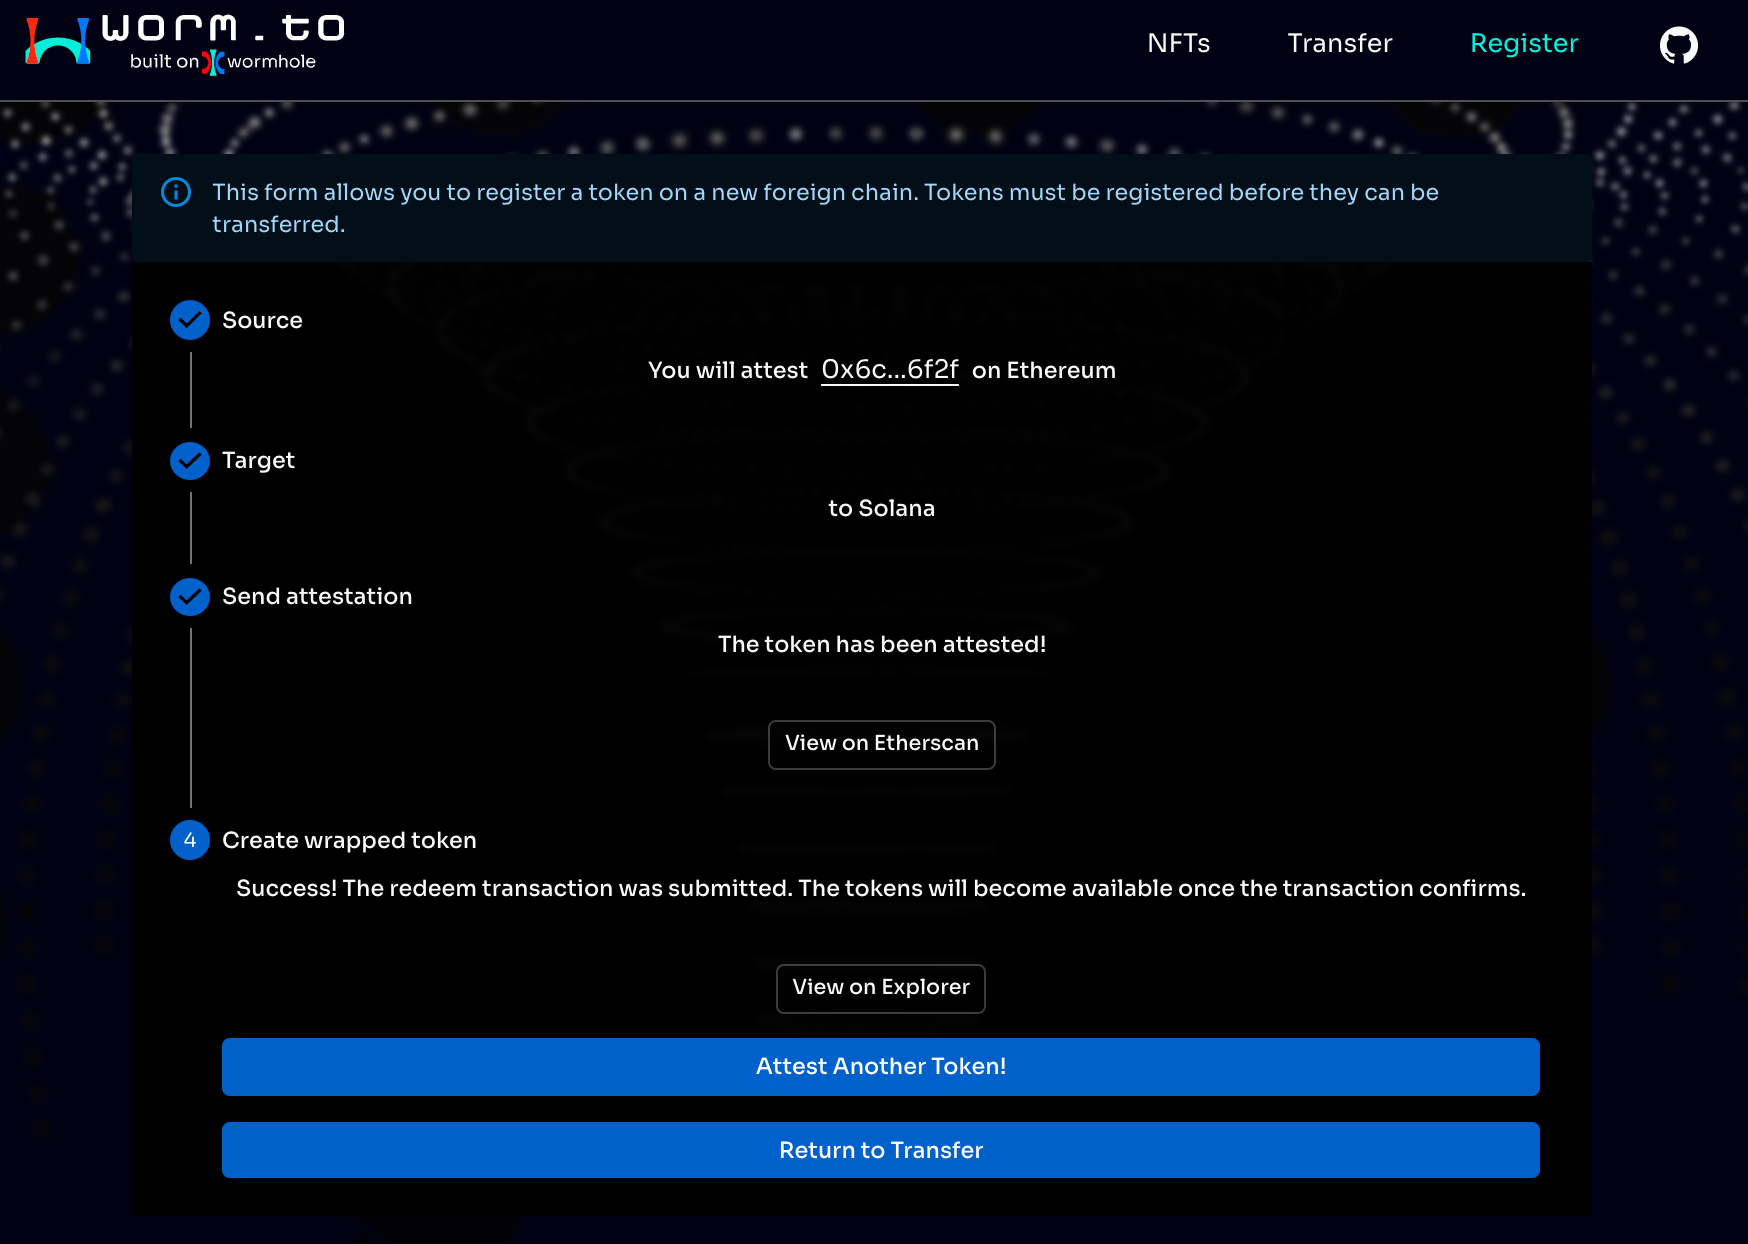 worm.to
built on wormhole
NFTs
Transfer
Register
This form allows you to register a token on a new foreign chain. Tokens must be registered before they can be
transferred.
Source
You will attest 0x6c...6f2f on Ethereum
Target
to Solana
Send attestation
The token has been attested!
View on Etherscan
4 Create wrapped token
Success! The redeem transaction was submitted. The tokens will become available once the transaction confirms.
View on Explorer
Attest Another Token!
Return to Transfer